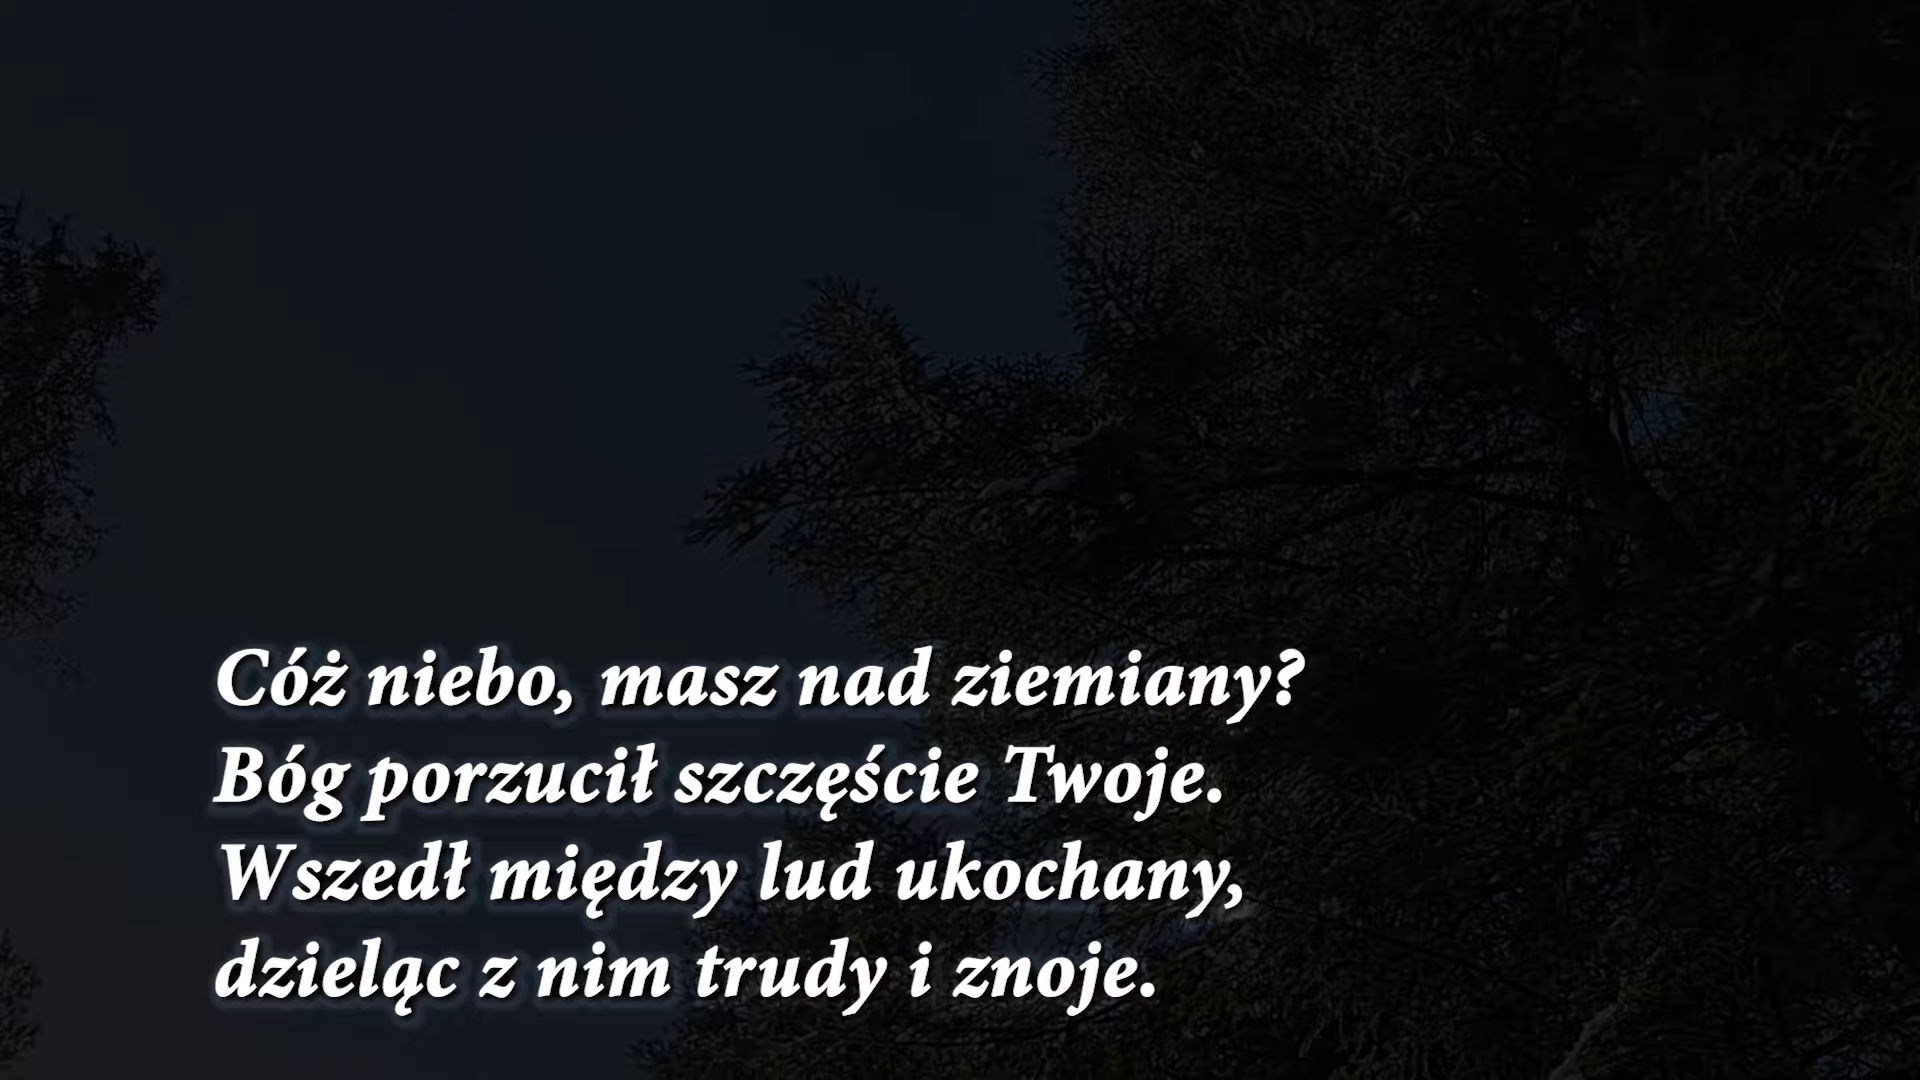 Cóż niebo, masz nad ziemiany?
Bóg porzucił szczęście Twoje.
Wszedł między lud ukochany,
dzieląc z nim trudy i znoje.